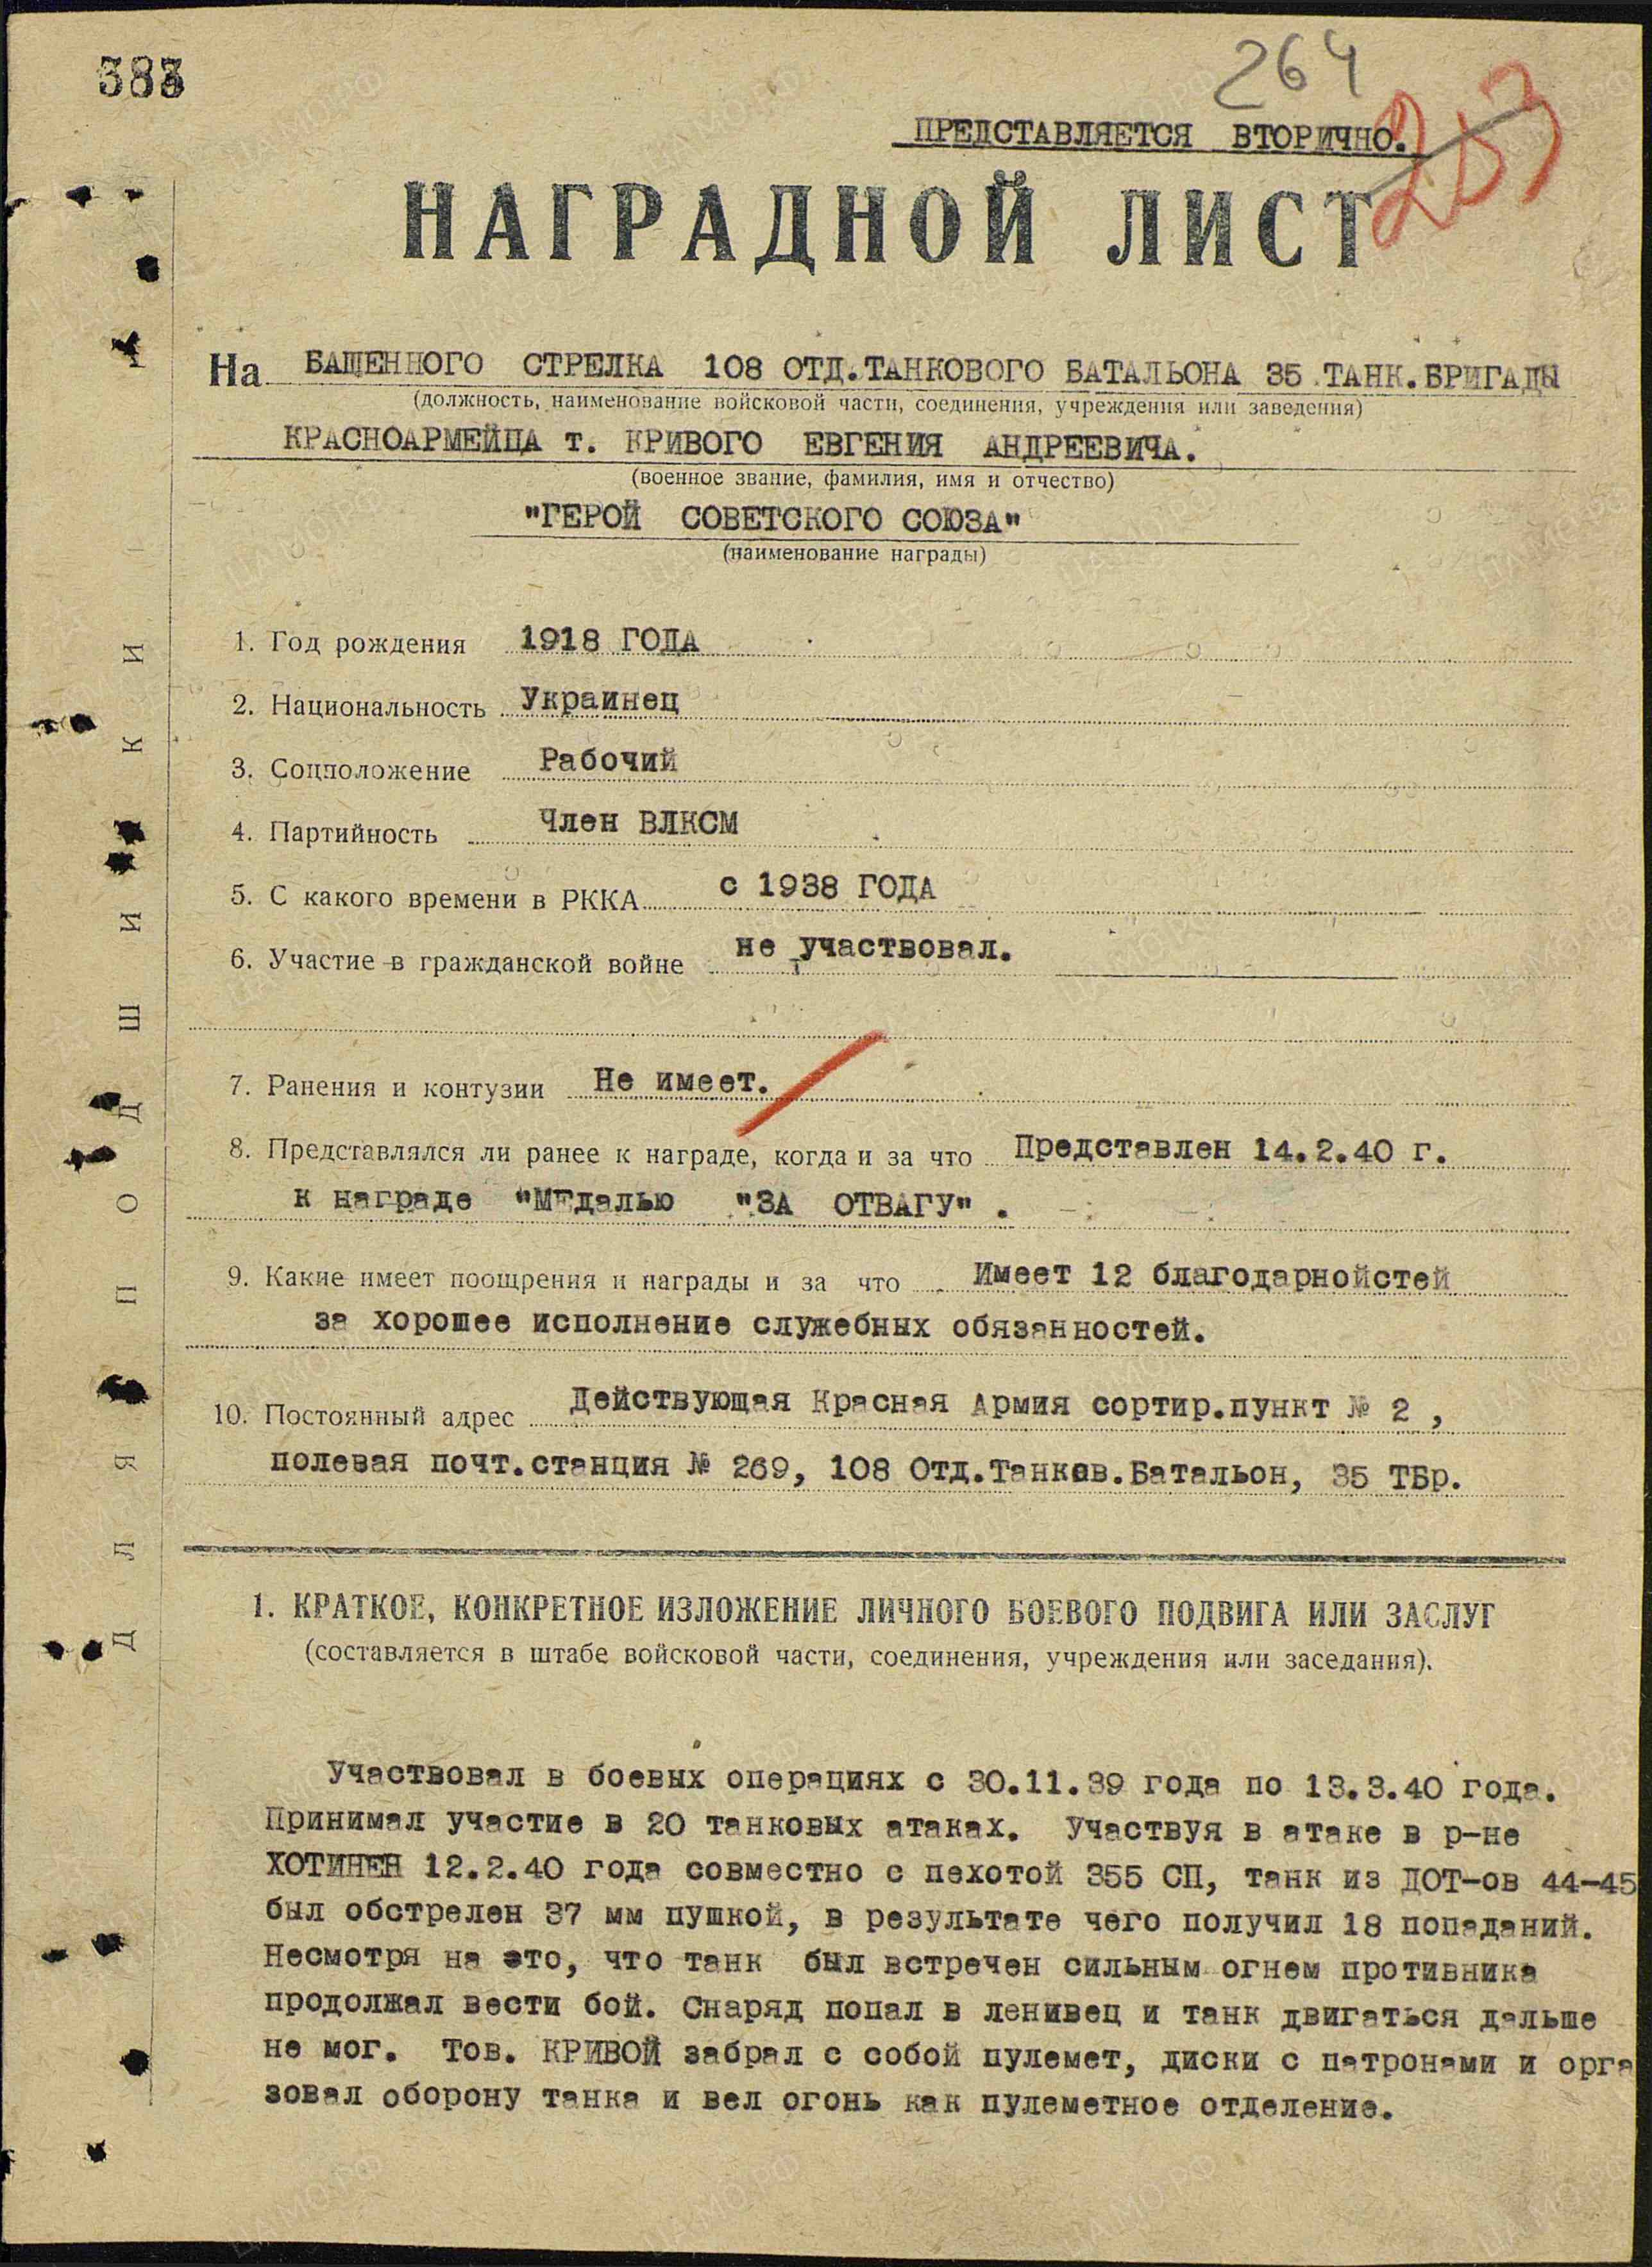 383
264
253
ПРЕДСТАВЛЯЕТСЯ ВТОРИЧНО.
НАГРАДНОЙ ЛИСТ
На БАШЕННОГО СТРЕЛКА 108 ОТД.ТАНКОВОГО БАТАЛЬОНА 35 ТАНК.БРИГАДЫ
(должность, наименование войсковой части, соединения, учреждения или заведения)
КРАСНОАРМЕЙЦА т. КРИВОГО ЕВГЕНИЯ АНДРЕЕВИЧА.
(военное звание, фамилия, имя и отчество)
"ГЕРОЙ СОВЕТСКОГО СОЮЗА"
(наименование награды)
1. Год рождения 1918 ГОДА
2. Национальность Украинец
3. Соцположение Рабочий
4. Партийность Член ВЛКСМ
5. С какого времени в РККА с 1938 ГОДА
6. Участие в гражданской войне не участвовал.
7. Ранения и контузии Не имеет.
8. Представлялся ли ранее к награде, когда и за что Представлен 14.2.40 г.
к награде "МЕдалью "ЗА ОТВАГУ" .
9. Какие имеет поощрения и награды и за что Имеет 12 благодарнойстей
за хорошее исполнение служебных обязанностей.
10. Постоянный адрес Действующая Красная Армия сортир.пункт № 2 ,
полевая почт.станция № 269, 108 Отд.Танков.Батальон, 35 ТБр.
ДЛЯ ПОДШИВКИ
1. КРАТКОЕ, КОНКРЕТНОЕ ИЗЛОЖЕНИЕ ЛИЧНОГО БОЕВОГО ПОДВИГА ИЛИ ЗАСЛУГ
(составляется в штабе войсковой части, соединения, учреждения или заседания).
Участвовал в боевых операциях с 30.11.39 года по 13.3.40 года.
Принимал участие в 20 танковых атаках. Участвуя в атаке в р-не
ХОТИНЕН 12.2.40 года совместно с пехотой 355 СП, танк из ДОТ-ов 44-45
был обстрелен 37 мм пушкой, в результате чего получил 18 попаданий.
Несмотря на это, что танк был встречен сильным огнем противника
продолжал вести бой. Снаряд попал в ленивец и танк двигаться дальше
не мог. Тов. КРИВОЙ забрал с собой пулемет, диски с патронами и орга
зовал оборону танка и вел огонь как пулеметное отделение.